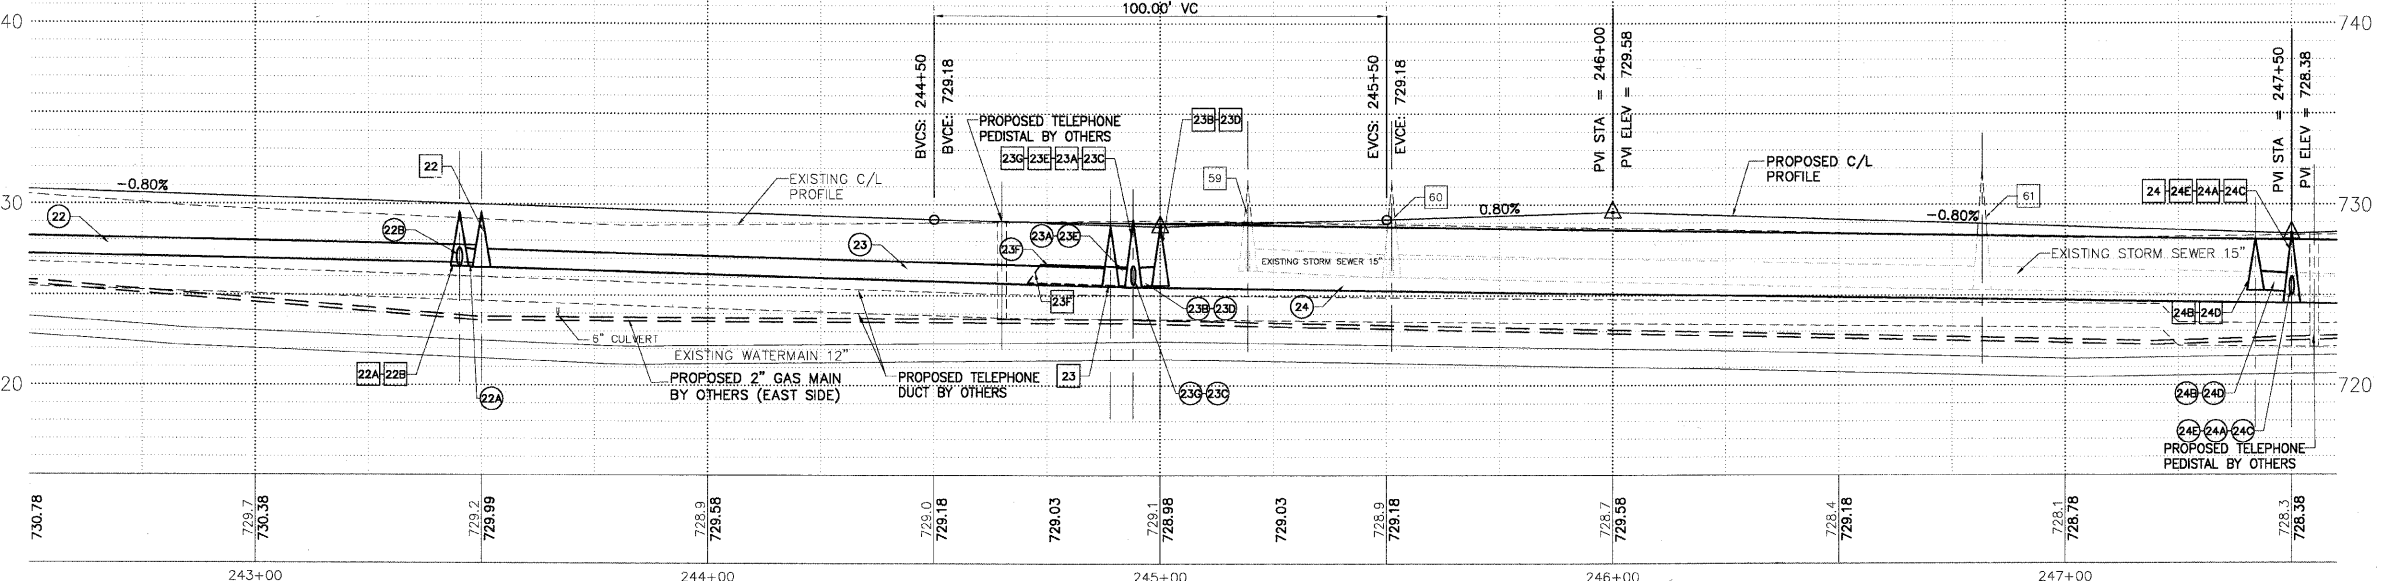 100.00' VC
40
740
30
730
20
720
BVCS: 244+50
BVCE: 729.18
EVCS: 245+50
EVCE: 729.18
PVI STA = 246+00
PVI ELEV = 729.58
PVI STA = 247+50
PVI ELEV = 728.38
PROPOSED TELEPHONE
PEDISTAL BY OTHERS
23G 23E 23A 23C
23B 23D
22
-0.80%
EXISTING C/L
PROFILE
59
60
0.80%
PROPOSED C/L
PROFILE
-0.80%
61
24 24E 24A 24C
22
22B
23
23F
23A 23E
23F
EXISTING STORM SEWER 15"
EXISTING STORM SEWER 15"
23B 23D
24
24B 24D
6" CULVERT
EXISTING WATERMAIN 12"
22A 22B
22A
PROPOSED 2" GAS MAIN
BY OTHERS (EAST SIDE)
PROPOSED TELEPHONE
DUCT BY OTHERS
23
23G 23C
24B 24D
24E 24A 24C
PROPOSED TELEPHONE
PEDISTAL BY OTHERS
730.78
729.7
730.38
729.2
729.99
728.9
729.58
729.0
729.18
729.03
729.1
728.98
729.03
728.9
729.18
728.7
729.58
728.4
729.18
728.1
728.78
728.3
728.38
243+00
244+00
245+00
246+00
247+00